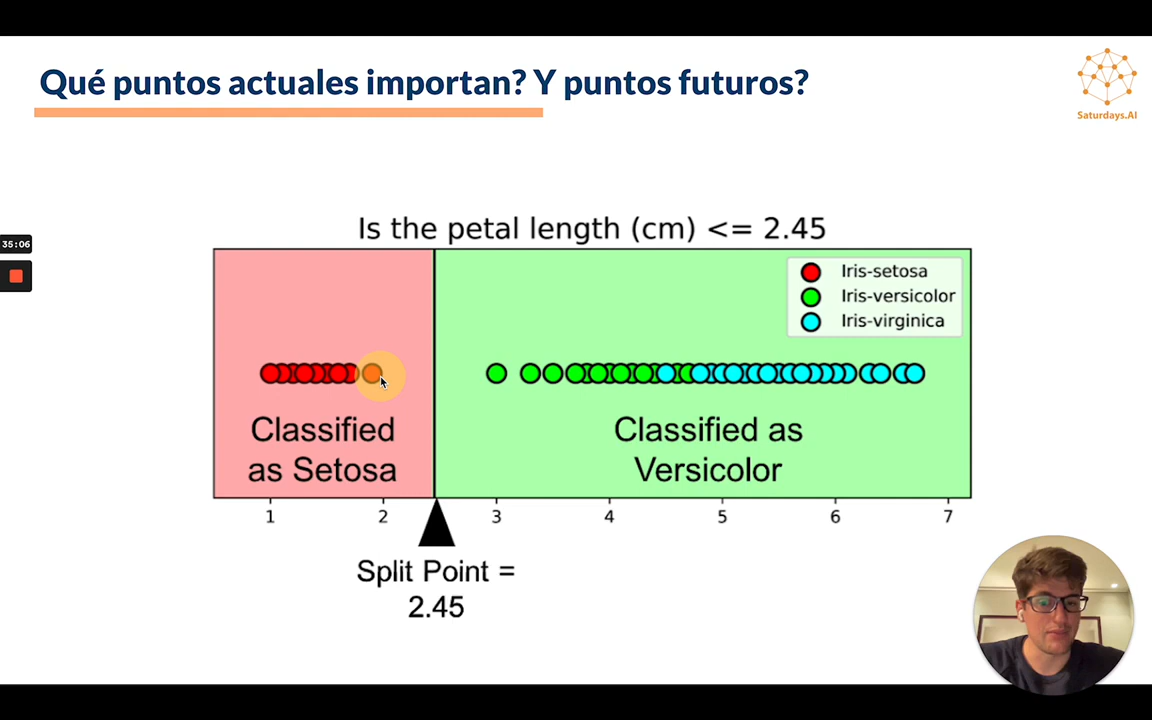 Qué puntos actuales importan? Y puntos futuros?
Saturdays.AI
35:06
Is the petal length (cm) <= 2.45
Iris-setosa
Iris-versicolor
Iris-virginica
Classified
as Setosa
Classified as
Versicolor
1 2 3 4 5 6 7
Split Point =
2.45